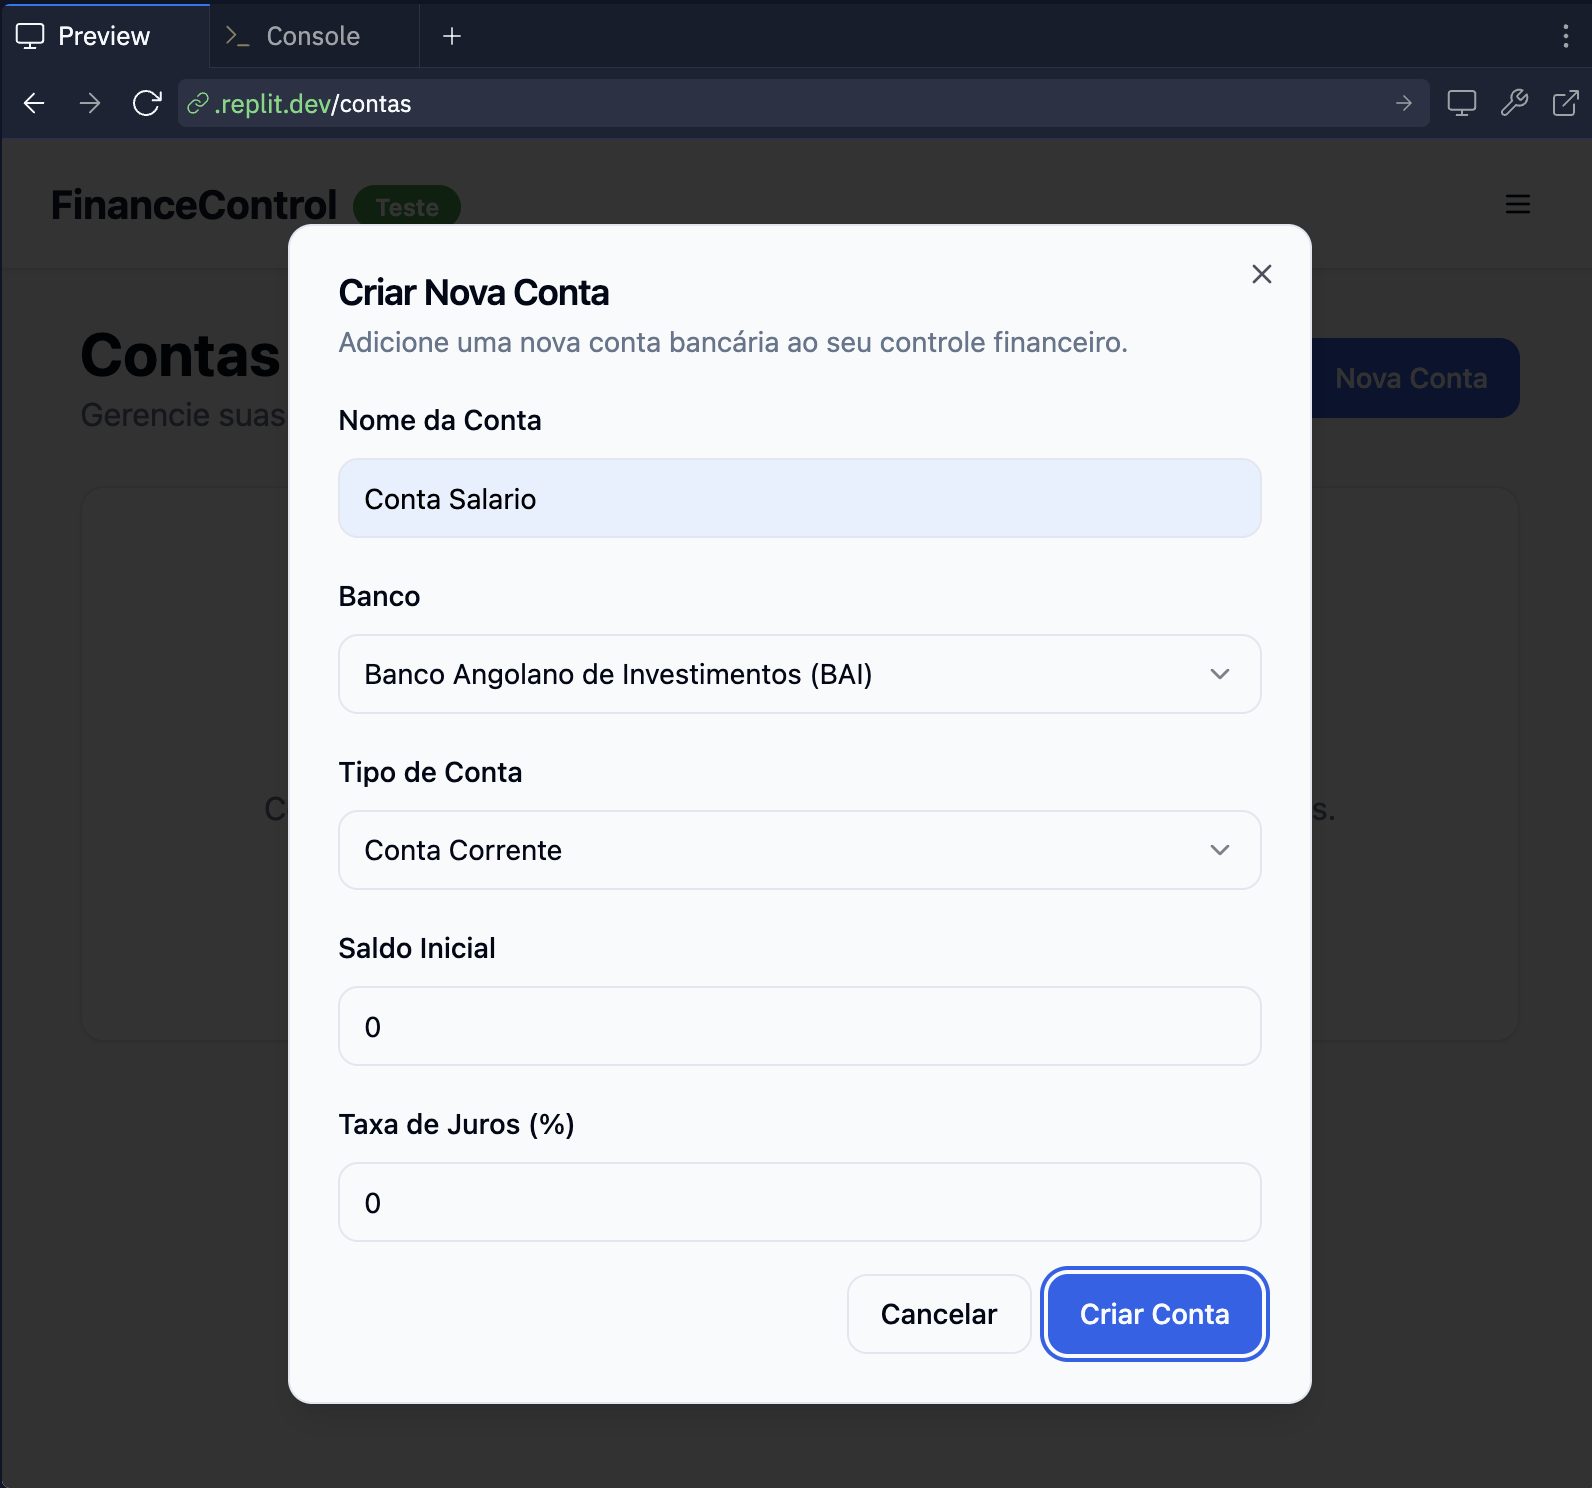 Preview
Console
.replit.dev/contas
FinanceControl
Teste
Criar Nova Conta
Adicione uma nova conta bancária ao seu controle financeiro.
Contas
Gerencie suas
Nova Conta
Nome da Conta
Conta Salario
Banco
Banco Angolano de Investimentos (BAI)
Tipo de Conta
Conta Corrente
Saldo Inicial
0
Taxa de Juros (%)
0
Cancelar
Criar Conta